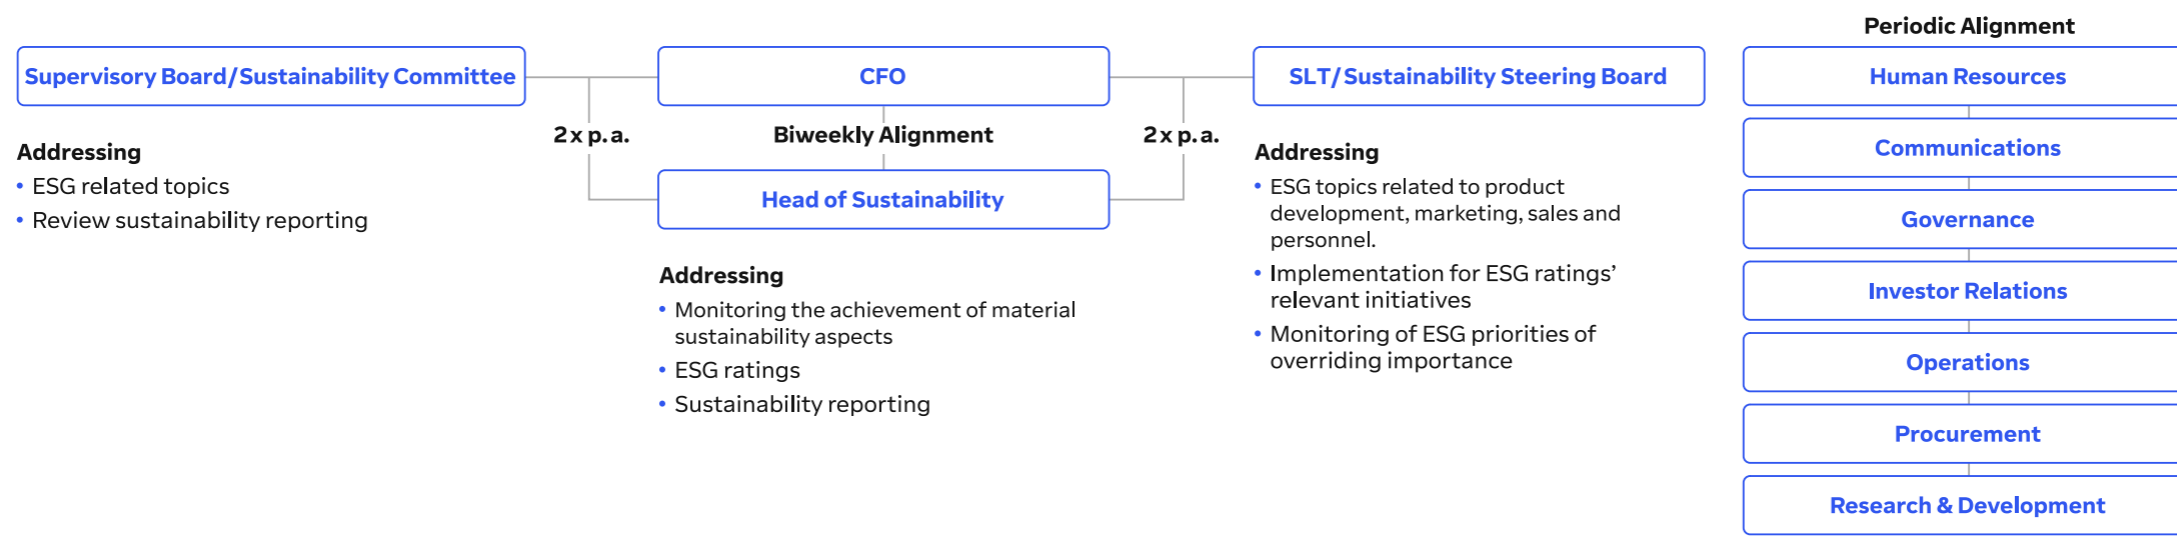 Supervisory Board/Sustainability Committee
Addressing
• ESG related topics
• Review sustainability reporting
2x p.a.
CFO
Biweekly Alignment
Head of Sustainability
Addressing
• Monitoring the achievement of material
sustainability aspects
• ESG ratings
• Sustainability reporting
2x p.a.
SLT/Sustainability Steering Board
Addressing
• ESG topics related to product
development, marketing, sales and
personnel.
• Implementation for ESG ratings’
relevant initiatives
• Monitoring of ESG priorities of
overriding importance
Periodic Alignment
Human Resources
Communications
Governance
Investor Relations
Operations
Procurement
Research & Development